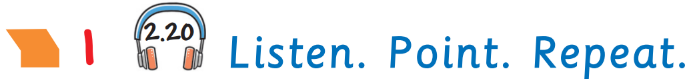 1 2.20 Listen. Point. Repeat.